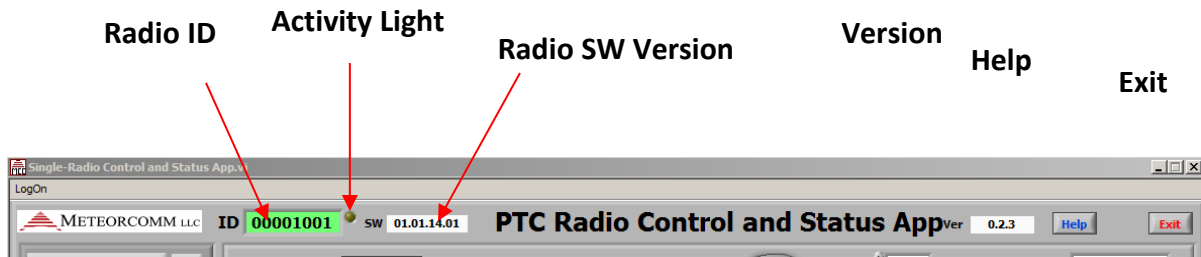 Radio ID
Activity Light
Radio SW Version
Version
Help
Exit
Single-Radio Control and Status App.vi
LogOn
METEORCOMM LLC ID 00001001 SW 01.01.14.01 PTC Radio Control and Status App Ver 0.2.3 Help Exit